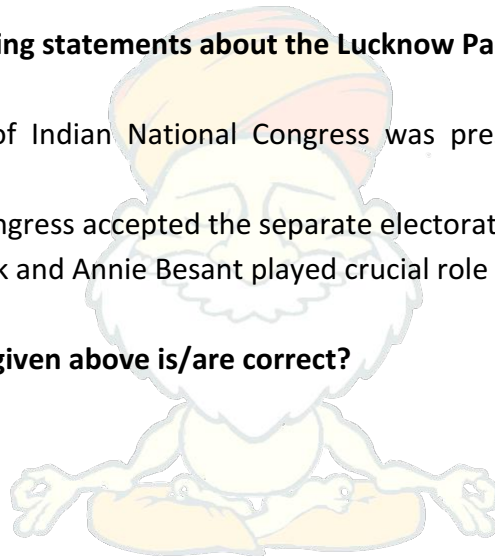 ing statements about the Lucknow Pa
of Indian National Congress was pre
ngress accepted the separate electorat
k and Annie Besant played crucial role
given above is/are correct?